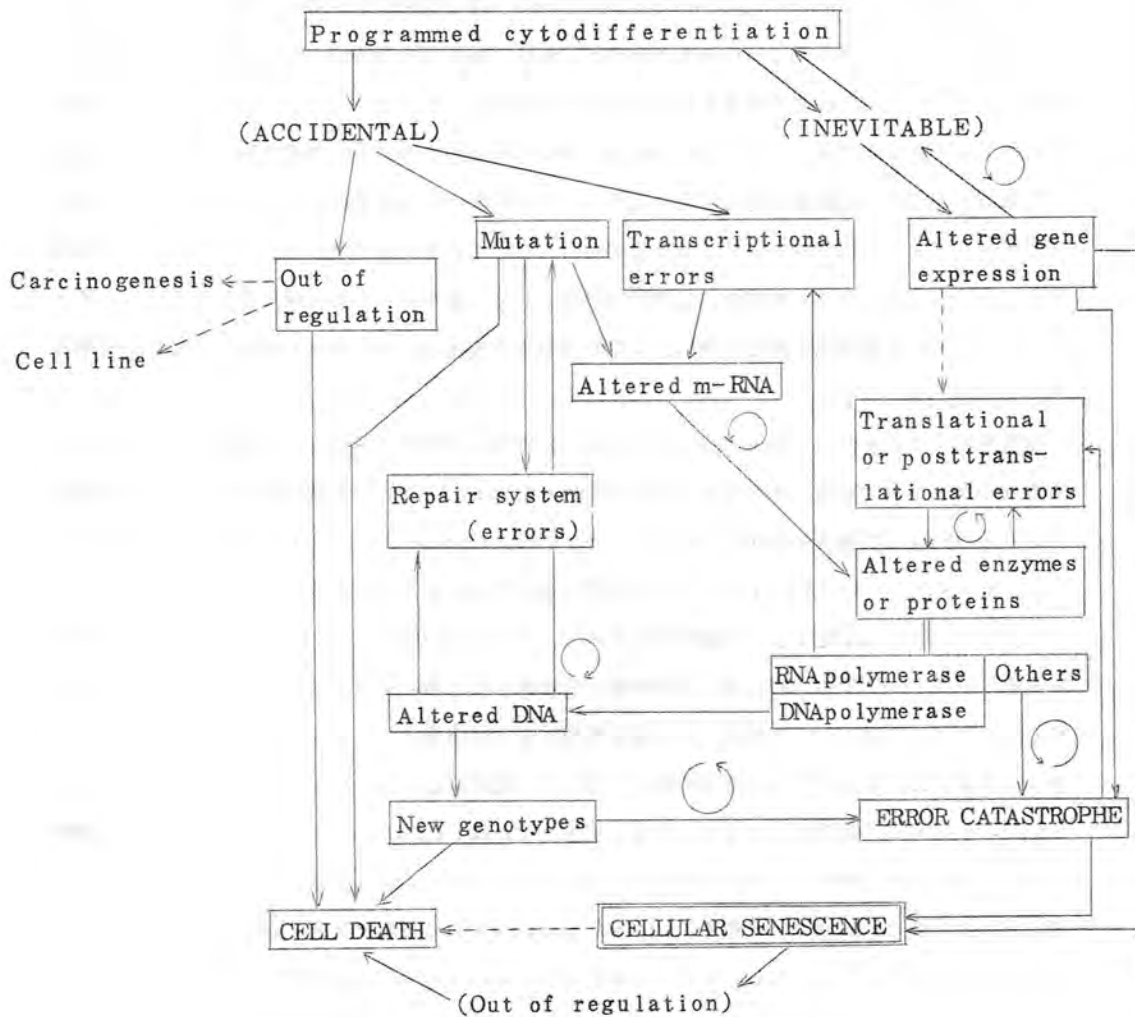 Programmed cytodifferentiation
(ACCIDENTAL)
(INEVITABLE)
Mutation
Transcriptional
errors
Altered gene
expression
Carcinogenesis
Out of
regulation
Cell line
Altered m-RNA
Translational
or posttrans-
lational errors
Repair system
(errors)
Altered enzymes
or proteins
RNApolymerase
Others
Altered DNA
DNApolymerase
New genotypes
ERROR CATASTROPHE
CELL DEATH
CELLULAR SENESCENCE
(Out of regulation)